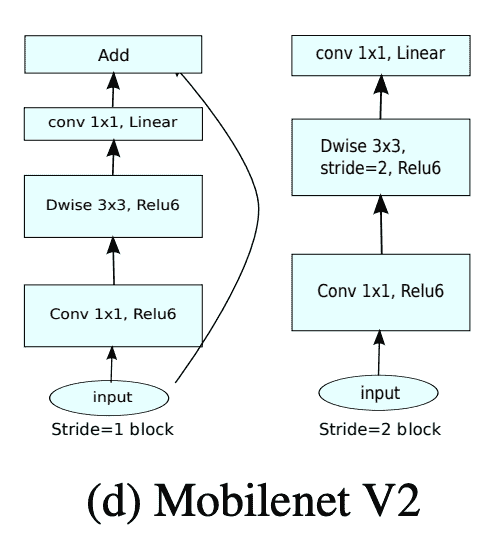 Add
conv 1x1, Linear
Dwise 3x3, Relu6
Conv 1x1, Relu6
input
Stride=1 block
conv 1x1, Linear
Dwise 3x3,
stride=2, Relu6
Conv 1x1, Relu6
input
Stride=2 block
(d) Mobilenet V2